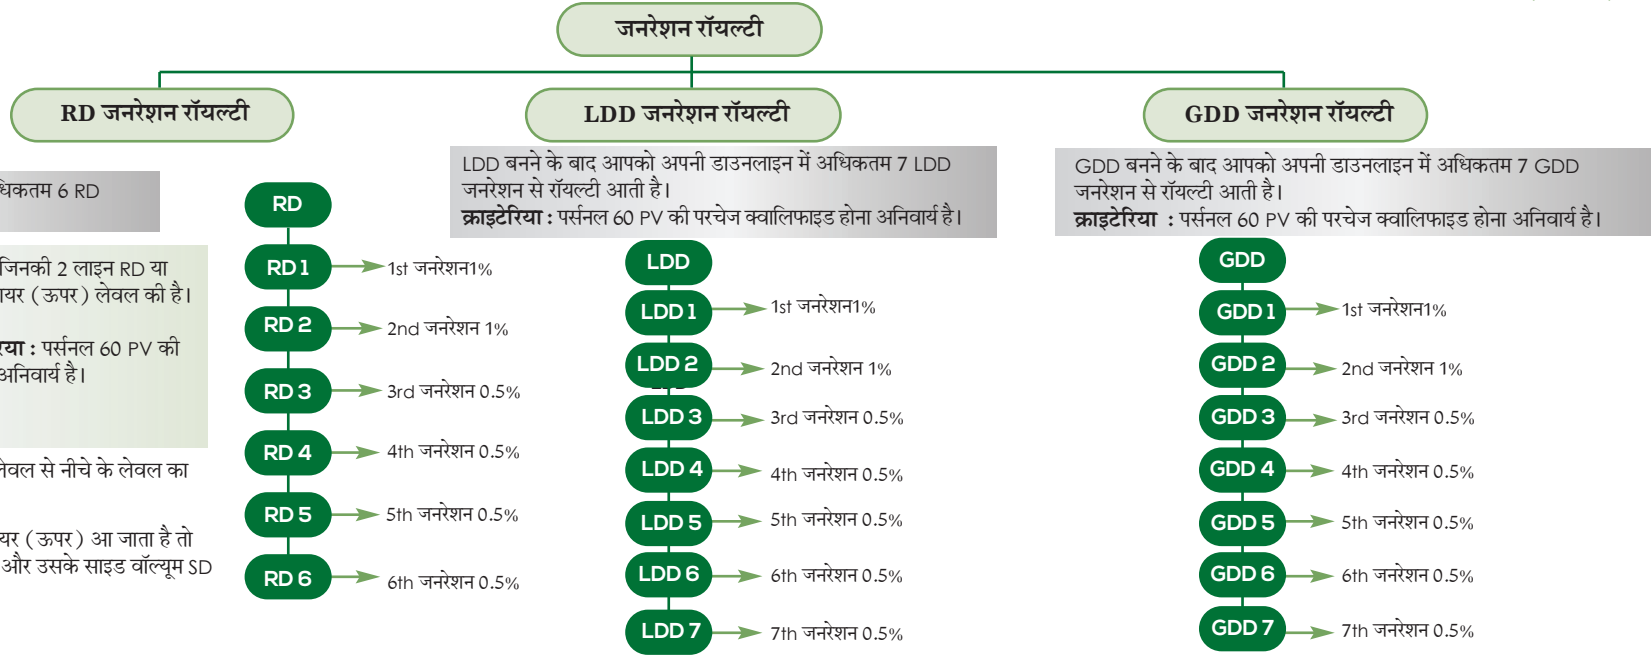 जनरेशन रॉयल्टी
RD जनरेशन रॉयल्टी
LDD जनरेशन रॉयल्टी
GDD जनरेशन रॉयल्टी
धिकतम 6 RD
जिनकी 2 लाइन RD या
ायर (ऊपर) लेवल की है।
रिया : पर्सनल 60 PV की
अनिवार्य है।
लेवल से नीचे के लेवल का
यर (ऊपर) आ जाता है तो
और उसके साइड वॉल्यूम SD
RD
RD 1 1st जनरेशन1%
RD 2 2nd जनरेशन 1%
RD 3 3rd जनरेशन 0.5%
RD 4 4th जनरेशन 0.5%
RD 5 5th जनरेशन 0.5%
RD 6 6th जनरेशन 0.5%
LDD बनने के बाद आपको अपनी डाउनलाइन में अधिकतम 7 LDD
जनरेशन से रॉयल्टी आती है।
क्राइटेरिया : पर्सनल 60 PV की परचेज क्वालिफाइड होना अनिवार्य है।
LDD
LDD 1 1st जनरेशन1%
LDD 2 2nd जनरेशन 1%
LDD 3 3rd जनरेशन 0.5%
LDD 4 4th जनरेशन 0.5%
LDD 5 5th जनरेशन 0.5%
LDD 6 6th जनरेशन 0.5%
LDD 7 7th जनरेशन 0.5%
GDD बनने के बाद आपको अपनी डाउनलाइन में अधिकतम 7 GDD
जनरेशन से रॉयल्टी आती है।
क्राइटेरिया : पर्सनल 60 PV की परचेज क्वालिफाइड होना अनिवार्य है।
GDD
GDD 1 1st जनरेशन1%
GDD 2 2nd जनरेशन 1%
GDD 3 3rd जनरेशन 0.5%
GDD 4 4th जनरेशन 0.5%
GDD 5 5th जनरेशन 0.5%
GDD 6 6th जनरेशन 0.5%
GDD 7 7th जनरेशन 0.5%